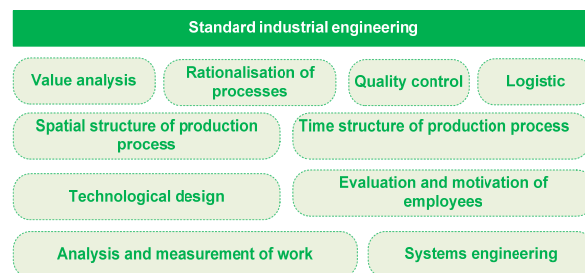 Standard industrial engineering
Value analysis
Rationalisation of
processes
Quality control
Logistic
Spatial structure of production
process
Time structure of production process
Technological design
Evaluation and motivation of
employees
Analysis and measurement of work
Systems engineering